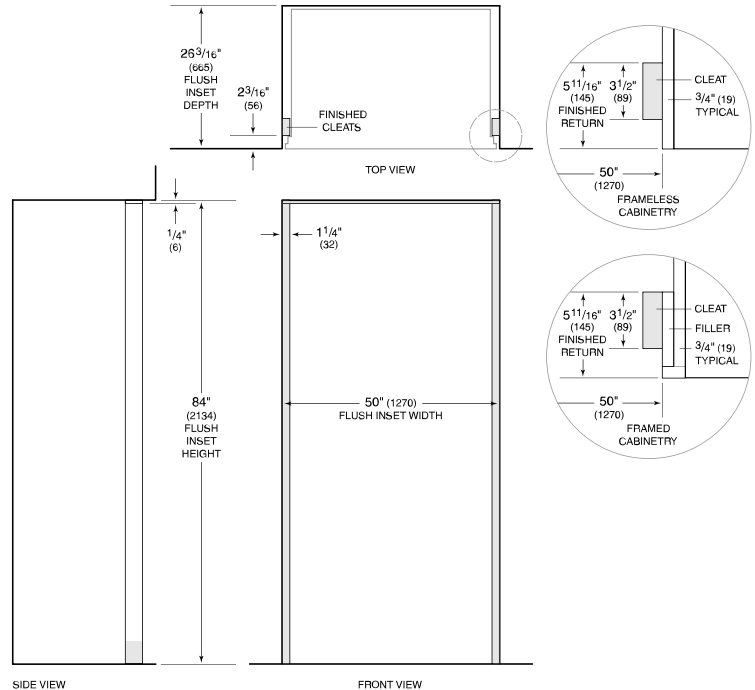 26 3/16"
(665)
FLUSH
INSET
DEPTH
2 3/16"
(56)
FINISHED
CLEATS
TOP VIEW
5 11/16"
(145)
FINISHED
RETURN
3 1/2"
(89)
CLEAT
3/4" (19)
TYPICAL
50"
(1270)
FRAMELESS
CABINETRY
1/4"
(6)
1 1/4"
(32)
84"
(2134)
FLUSH
INSET
HEIGHT
50" (1270)
FLUSH INSET WIDTH
5 11/16"
(145)
FINISHED
RETURN
3 1/2"
(89)
CLEAT
FILLER
3/4" (19)
TYPICAL
50"
(1270)
FRAMED
CABINETRY
SIDE VIEW
FRONT VIEW